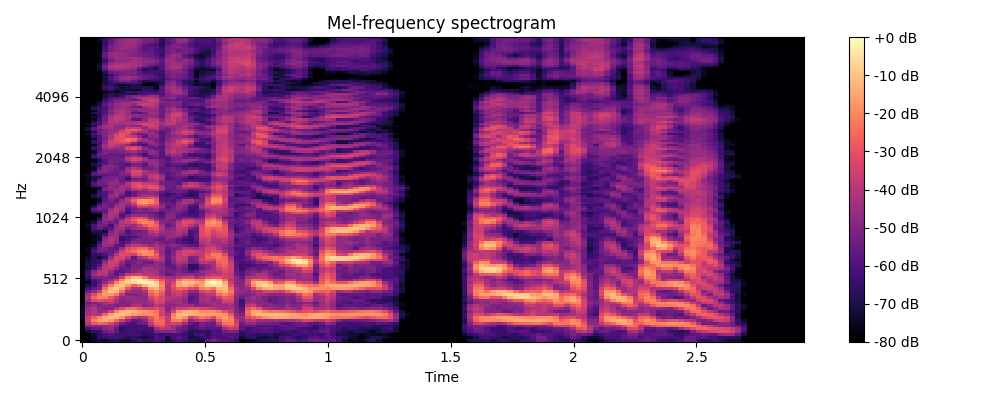 Mel-frequency spectrogram
Hz
4096
2048
1024
512
0
0
0.5
1
1.5
2
2.5
Time
+0 dB
-10 dB
-20 dB
-30 dB
-40 dB
-50 dB
-60 dB
-70 dB
-80 dB